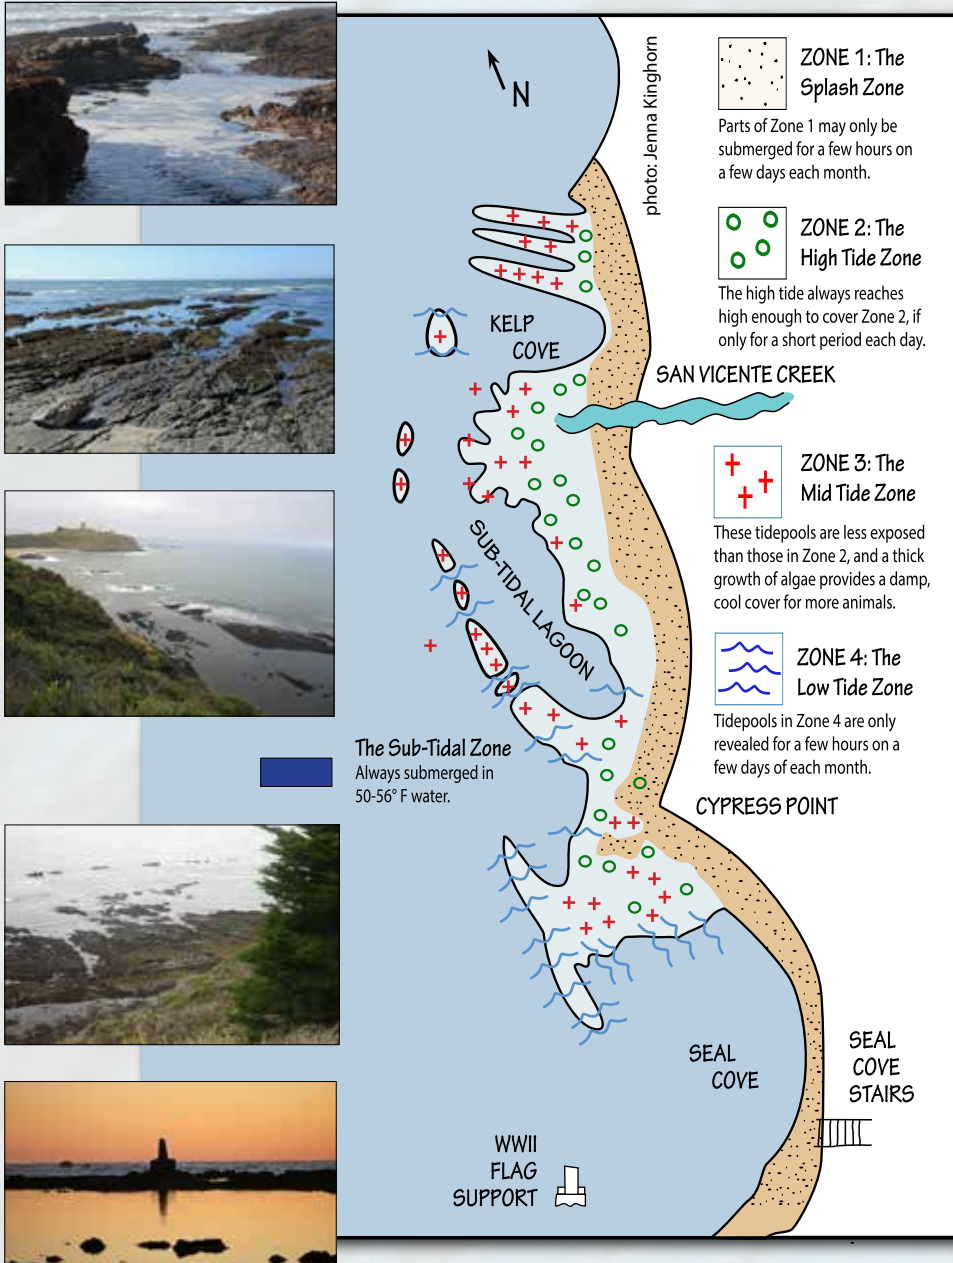 N
photo: Jenna Kinghorn
ZONE 1: The
Splash Zone
Parts of Zone 1 may only be
submerged for a few hours on
a few days each month.
ZONE 2: The
High Tide Zone
The high tide always reaches
high enough to cover Zone 2, if
only for a short period each day.
KELP
COVE
SAN VICENTE CREEK
ZONE 3: The
Mid Tide Zone
These tidepools are less exposed
than those in Zone 2, and a thick
growth of algae provides a damp,
cool cover for more animals.
SUB-TIDAL LAGOON
ZONE 4: The
Low Tide Zone
Tidepools in Zone 4 are only
revealed for a few hours on a
few days of each month.
The Sub-Tidal Zone
Always submerged in
50-56° F water.
CYPRESS POINT
SEAL
COVE
SEAL
COVE
STAIRS
WWII
FLAG
SUPPORT